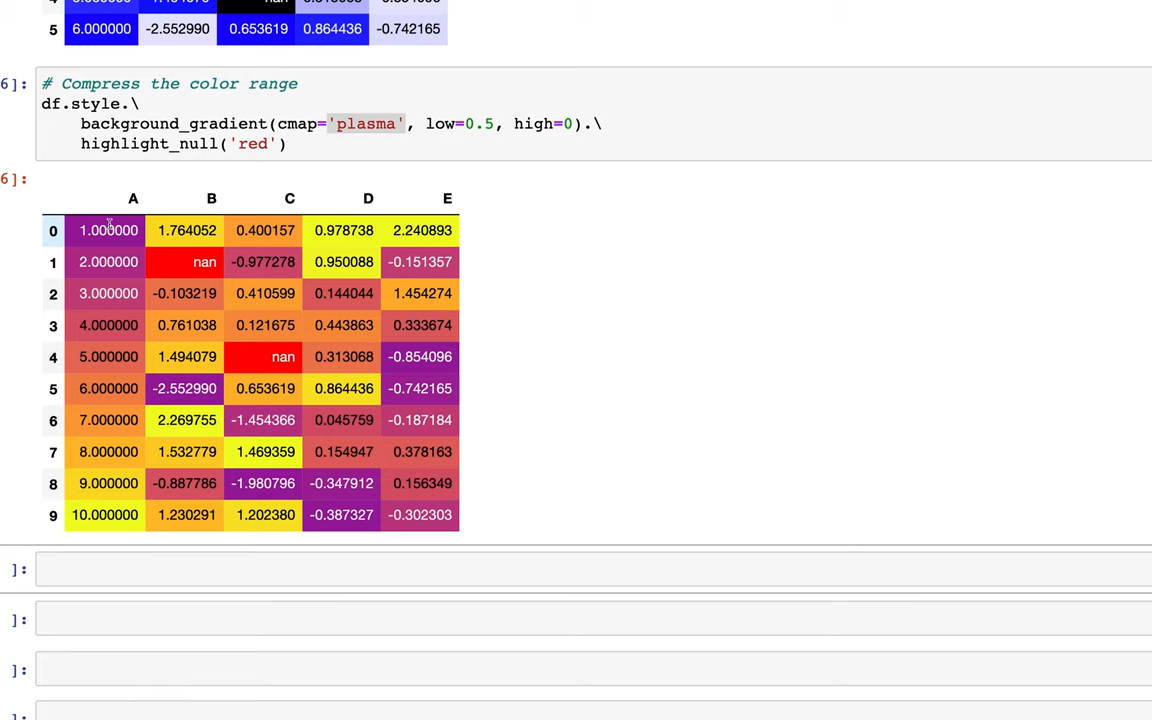 5 6.000000 -2.552990 0.653619 0.864436 -0.742165
6]: # Compress the color range
df.style.\
background_gradient(cmap='plasma', low=0.5, high=0).\
highlight_null('red')
6]:
A B C D E
0 1.000000 1.764052 0.400157 0.978738 2.240893
1 2.000000 nan -0.977278 0.950088 -0.151357
2 3.000000 -0.103219 0.410599 0.144044 1.454274
3 4.000000 0.761038 0.121675 0.443863 0.333674
4 5.000000 1.494079 nan 0.313068 -0.854096
5 6.000000 -2.552990 0.653619 0.864436 -0.742165
6 7.000000 2.269755 -1.454366 0.045759 -0.187184
7 8.000000 1.532779 1.469359 0.154947 0.378163
8 9.000000 -0.887786 -1.980796 -0.347912 0.156349
9 10.000000 1.230291 1.202380 -0.387327 -0.302303
]:
]:
]:
]: